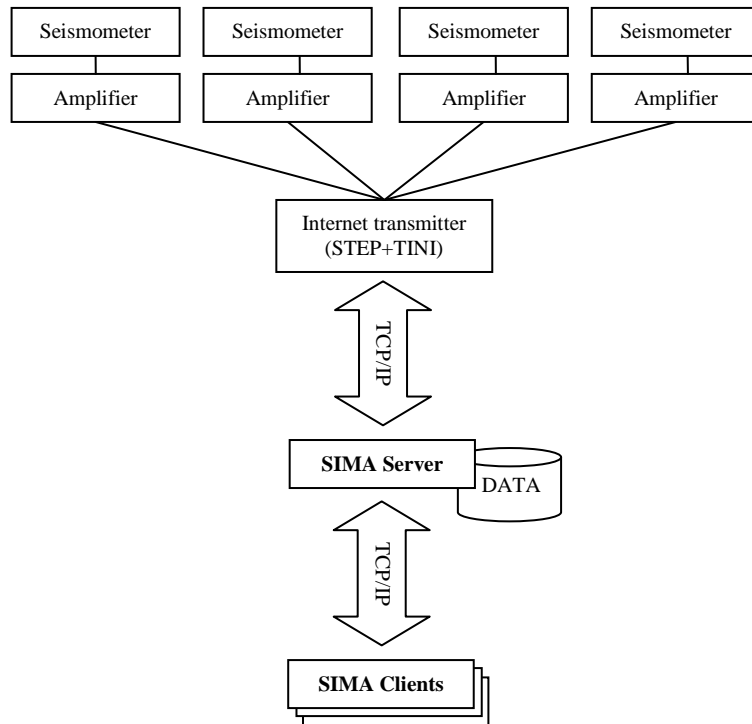 Seismometer Seismometer Seismometer Seismometer
Amplifier Amplifier Amplifier Amplifier
Internet transmitter
(STEP+TINI)
TCP/IP
SIMA Server
DATA
TCP/IP
SIMA Clients